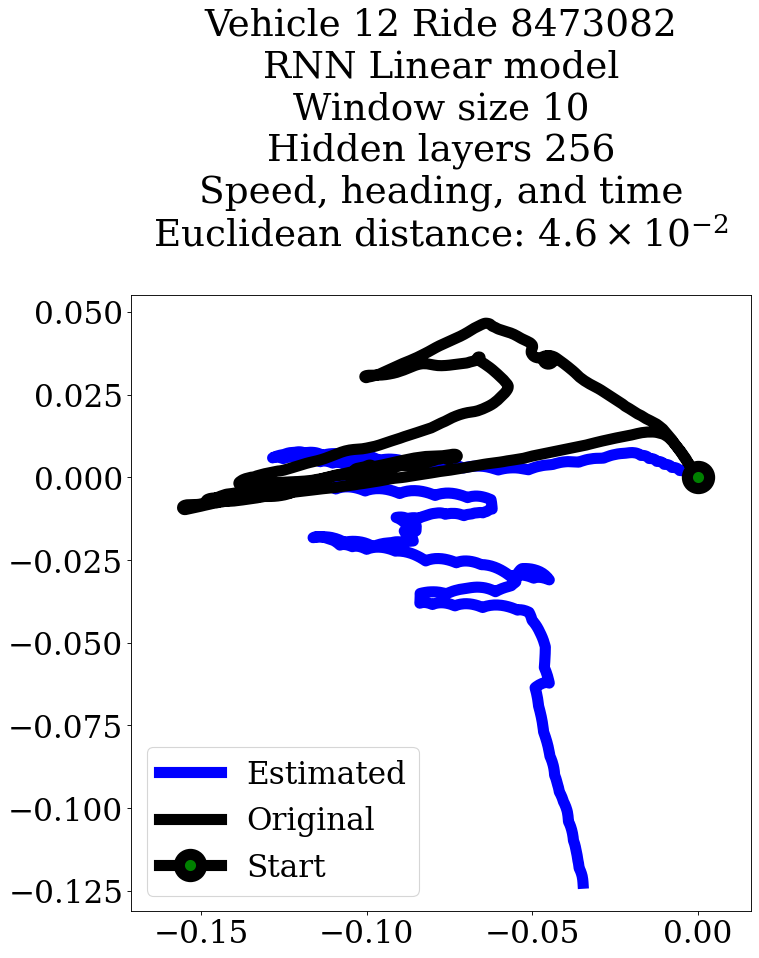 Vehicle 12 Ride 8473082
RNN Linear model
Window size 10
Hidden layers 256
Speed, heading, and time
Euclidean distance: 4.6 × 10⁻²
0.050
0.025
0.000
−0.025
−0.050
−0.075
−0.100
−0.125
Estimated
Original
Start
−0.15 −0.10 −0.05 0.00